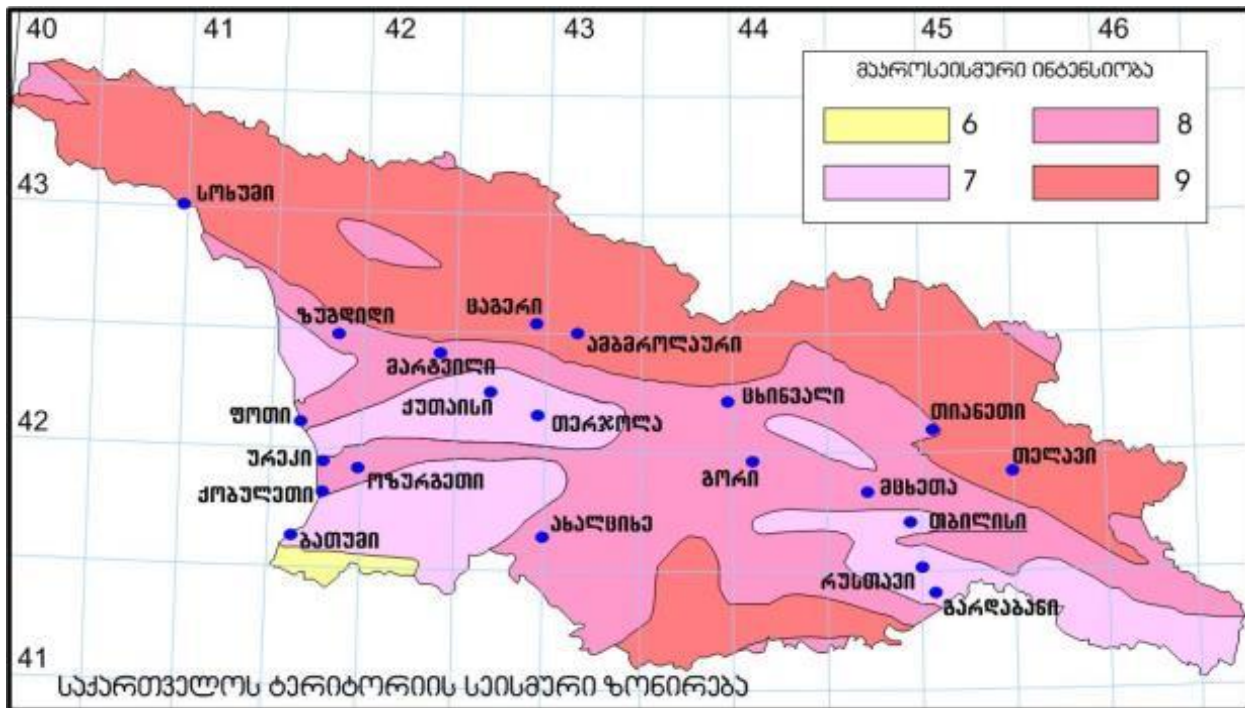 40 41 42 43 44 45 46
მაკროსეისმური ინტენსიობა
6 8
7 9
43
სოხუმი
ზუგდიდი
ცაგერი
ამბმროლაური
მარტვილი
ცხინვალი
ქუთაისი
თერჯოლა
თიანეთი
ფოთი
42
ურეკი
ოზურგეთი
გორი
თელავი
ქობულეთი
მცხეთა
ახალციხე
თბილისი
ბათუმი
რუსთავი
გარდაბანი
41
საქართველოს ტერიტორიის სეისმური ზონირება